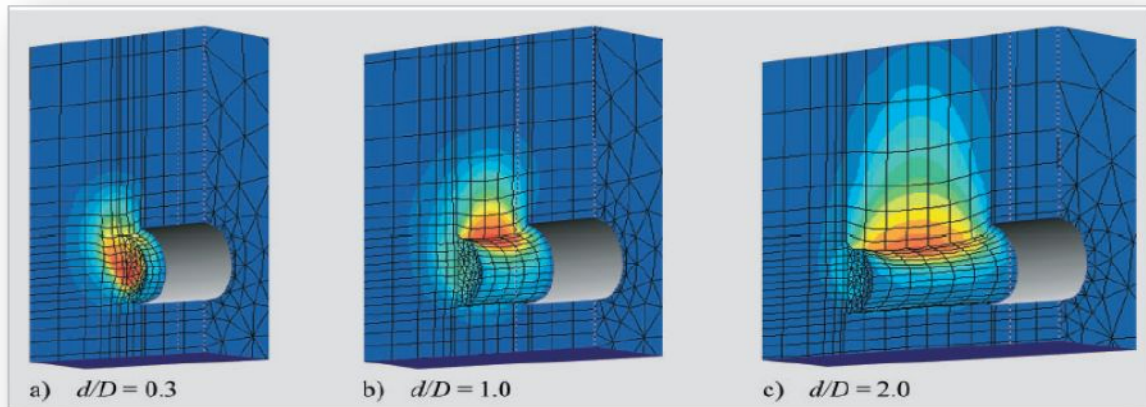 a) d/D = 0.3
b) d/D = 1.0
c) d/D = 2.0